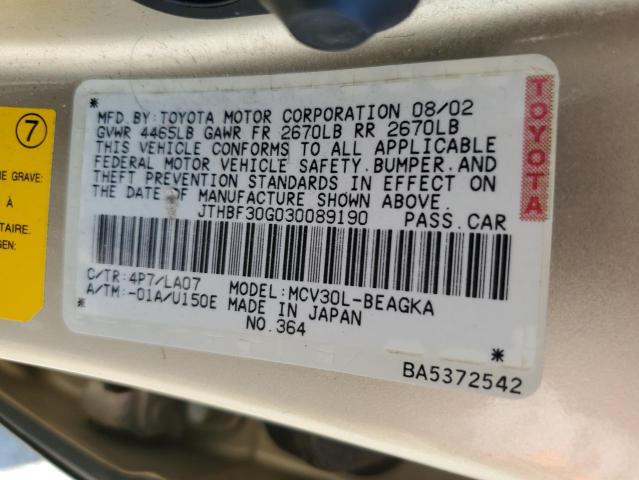 7
E GRAVE:
À
TAIRE.
GEN:
* MFD.BY:TOYOTA MOTOR CORPORATION 08/02
GVWR 4465LB GAWR FR 2670LB RR 2670LB
THIS VEHICLE CONFORMS TO ALL APPLICABLE
FEDERAL MOTOR VEHICLE SAFETY,BUMPER,AND
THEFT PREVENTION STANDARDS IN EFFECT ON
THE DATE OF MANUFACTURE SHOWN ABOVE.
JTHBF30G030089190 PASS.CAR
C/TR:4P7/LA07 MODEL:MCV30L-BEAGKA
A/TM:-01A/U150E MADE IN JAPAN *
NO.364
BA5372542
TOYOTA